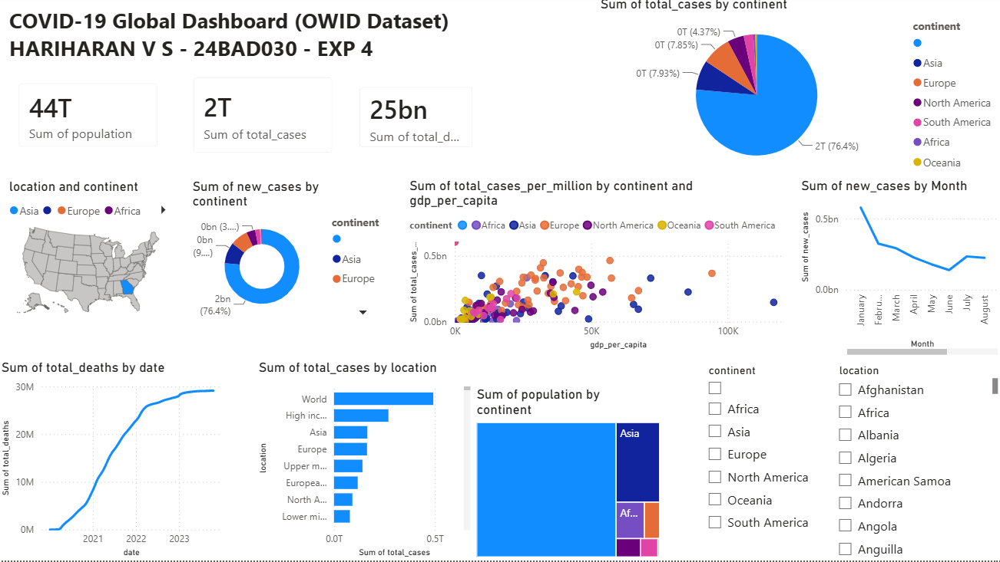 COVID-19 Global Dashboard (OWID Dataset)
HARIHARAN V S - 24BAD030 - EXP 4
44T
Sum of population
2T
Sum of total_cases
25bn
Sum of total_d...
Sum of total_cases by continent
0T (4.37%)
0T (7.85%)
0T (7.93%)
2T (76.4%)
continent
Asia
Europe
North America
South America
Africa
Oceania
location and continent
Asia
Europe
Africa
Sum of new_cases by
continent
0bn (3....)
0bn
(9....)
2bn
(76.4%)
continent
Asia
Europe
Sum of total_cases_per_million by continent and
gdp_per_capita
continent
Africa
Asia
Europe
North America
Oceania
South America
Sum of total_cases_...
0.5bn
0.0bn
0K
50K
100K
gdp_per_capita
Sum of new_cases by Month
Sum of new_cases
0.5bn
0.0bn
January
Febru...
March
April
May
June
July
August
Month
Sum of total_deaths by date
Sum of total_deaths
30M
20M
10M
0M
2021
2022
2023
date
Sum of total_cases by location
location
World
High inc...
Asia
Europe
Upper m...
Europea...
North A...
Lower mi...
0.0T
0.5T
Sum of total_cases
Sum of population by
continent
Asia
Af...
continent
Africa
Asia
Europe
North America
Oceania
South America
location
Afghanistan
Africa
Albania
Algeria
American Samoa
Andorra
Angola
Anguilla